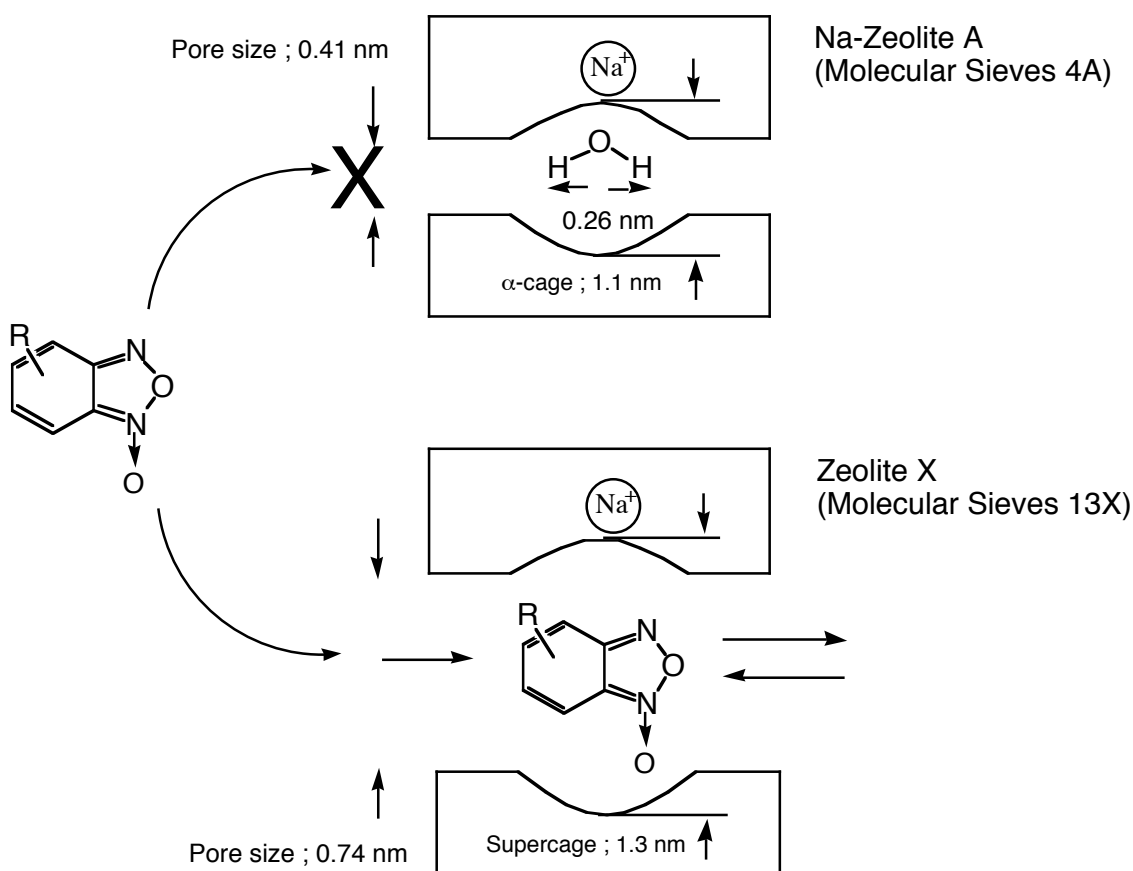 Pore size ; 0.41 nm
Na+
Na-Zeolite A
(Molecular Sieves 4A)
X
O
H H
0.26 nm
α-cage ; 1.1 nm
R
N
O
N
O
Zeolite X
(Molecular Sieves 13X)
Na+
R
N
O
N
O
Pore size ; 0.74 nm
Supercage ; 1.3 nm